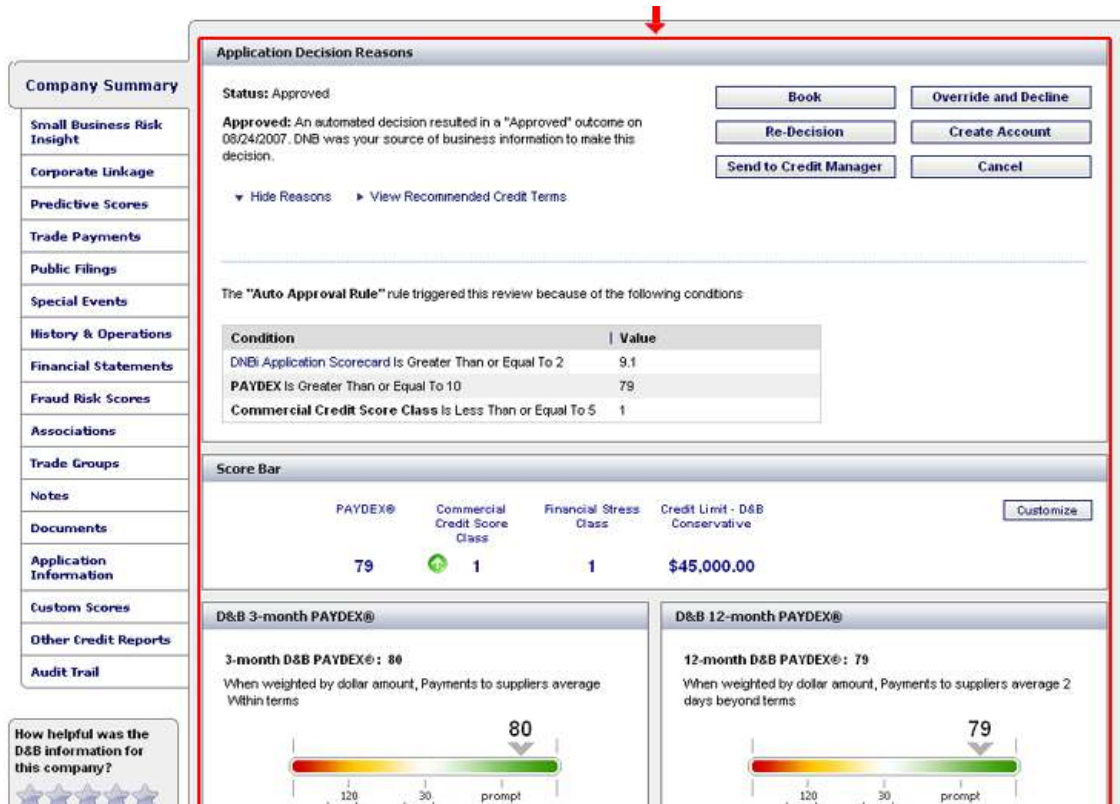 Application Decision Reasons
Company Summary
Small Business Risk
Insight
Corporate Linkage
Predictive Scores
Trade Payments
Public Filings
Special Events
History & Operations
Financial Statements
Fraud Risk Scores
Associations
Trade Groups
Notes
Documents
Application
Information
Custom Scores
Other Credit Reports
Audit Trail
How helpful was the
D&B information for
this company?
Status: Approved
Approved: An automated decision resulted in a "Approved" outcome on
08/24/2007. DNB was your source of business information to make this
decision.
Hide Reasons View Recommended Credit Terms
Book Override and Decline
Re-Decision Create Account
Send to Credit Manager Cancel
The "Auto Approval Rule" rule triggered this review because of the following conditions
Condition | Value
DNBi Application Scorecard Is Greater Than or Equal To 2 9.1
PAYDEX Is Greater Than or Equal To 10 79
Commercial Credit Score Class Is Less Than or Equal To 5 1
Score Bar
PAYDEX® Commercial Financial Stress Credit Limit - D&B
Credit Score Class Conservative
Class
Customize
79 1 1 $45,000.00
D&B 3-month PAYDEX®
3-month D&B PAYDEX®: 80
When weighted by dollar amount, Payments to suppliers average
Within terms
80
120 30 prompt
D&B 12-month PAYDEX®
12-month D&B PAYDEX®: 79
When weighted by dollar amount, Payments to suppliers average 2
days beyond terms
79
120 30 prompt